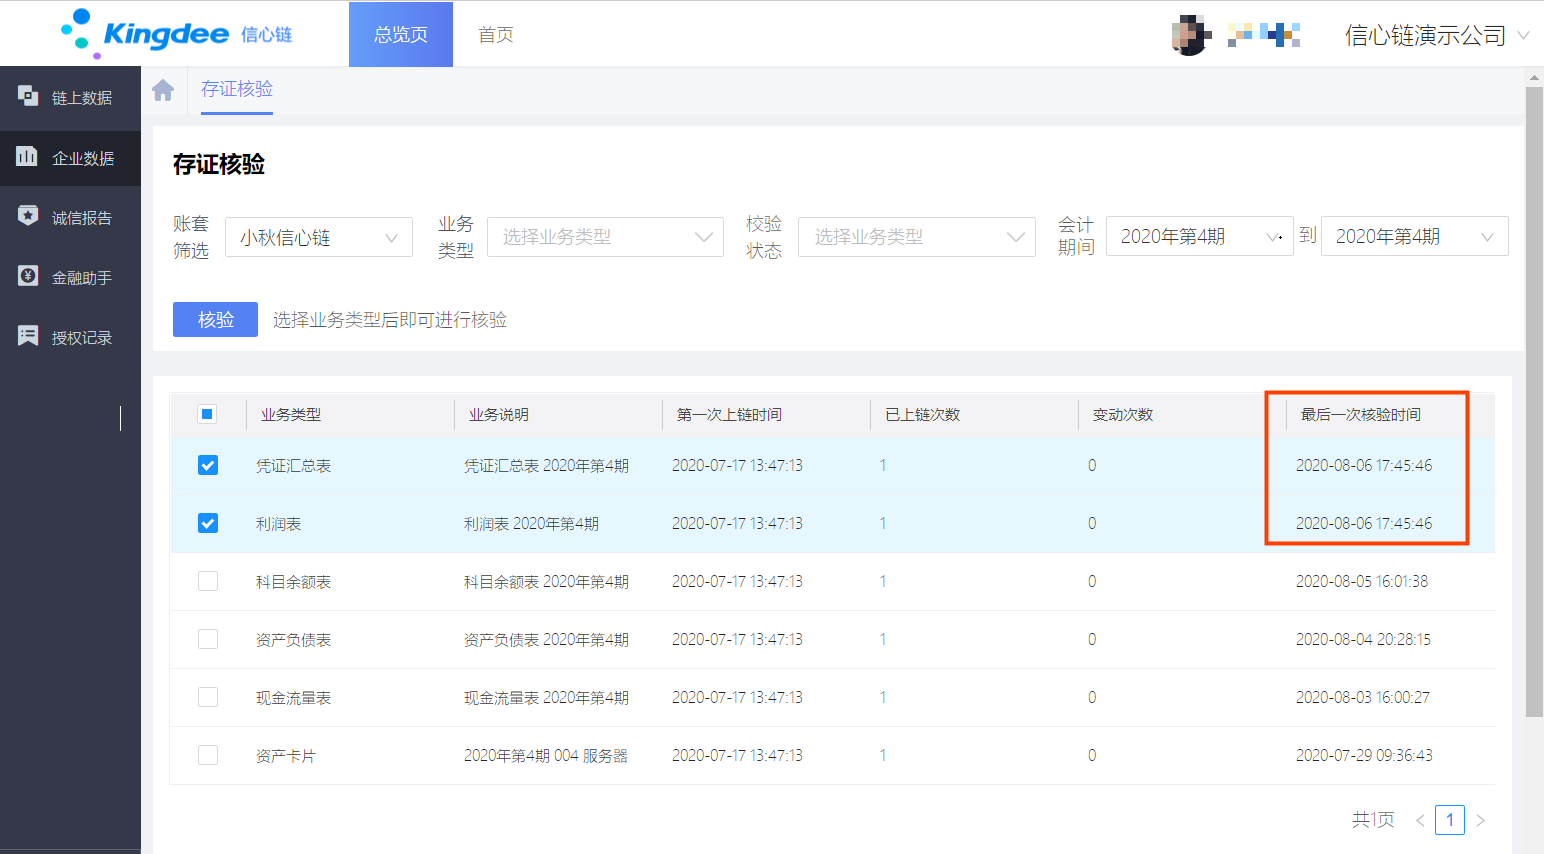 Kingdee 信心链
总览页
首页
信心链演示公司
链上数据
企业数据
诚信报告
金融助手
授权记录
存证核验
存证核验
账套筛选 小秋信心链 业务类型 选择业务类型 校验状态 选择业务类型 会计期间 2020年第4期 到 2020年第4期
核验 选择业务类型后即可进行核验
业务类型 业务说明 第一次上链时间 已上链次数 变动次数 最后一次核验时间
凭证汇总表 凭证汇总表 2020年第4期 2020-07-17 13:47:13 1 0 2020-08-06 17:45:46
利润表 利润表 2020年第4期 2020-07-17 13:47:13 1 0 2020-08-06 17:45:46
科目余额表 科目余额表 2020年第4期 2020-07-17 13:47:13 1 0 2020-08-05 16:01:38
资产负债表 资产负债表 2020年第4期 2020-07-17 13:47:13 1 0 2020-08-04 20:28:15
现金流量表 现金流量表 2020年第4期 2020-07-17 13:47:13 1 0 2020-08-03 16:00:27
资产卡片 2020年第4期 004 服务器 2020-07-17 13:47:13 1 0 2020-07-29 09:36:43
共1页 < 1 >